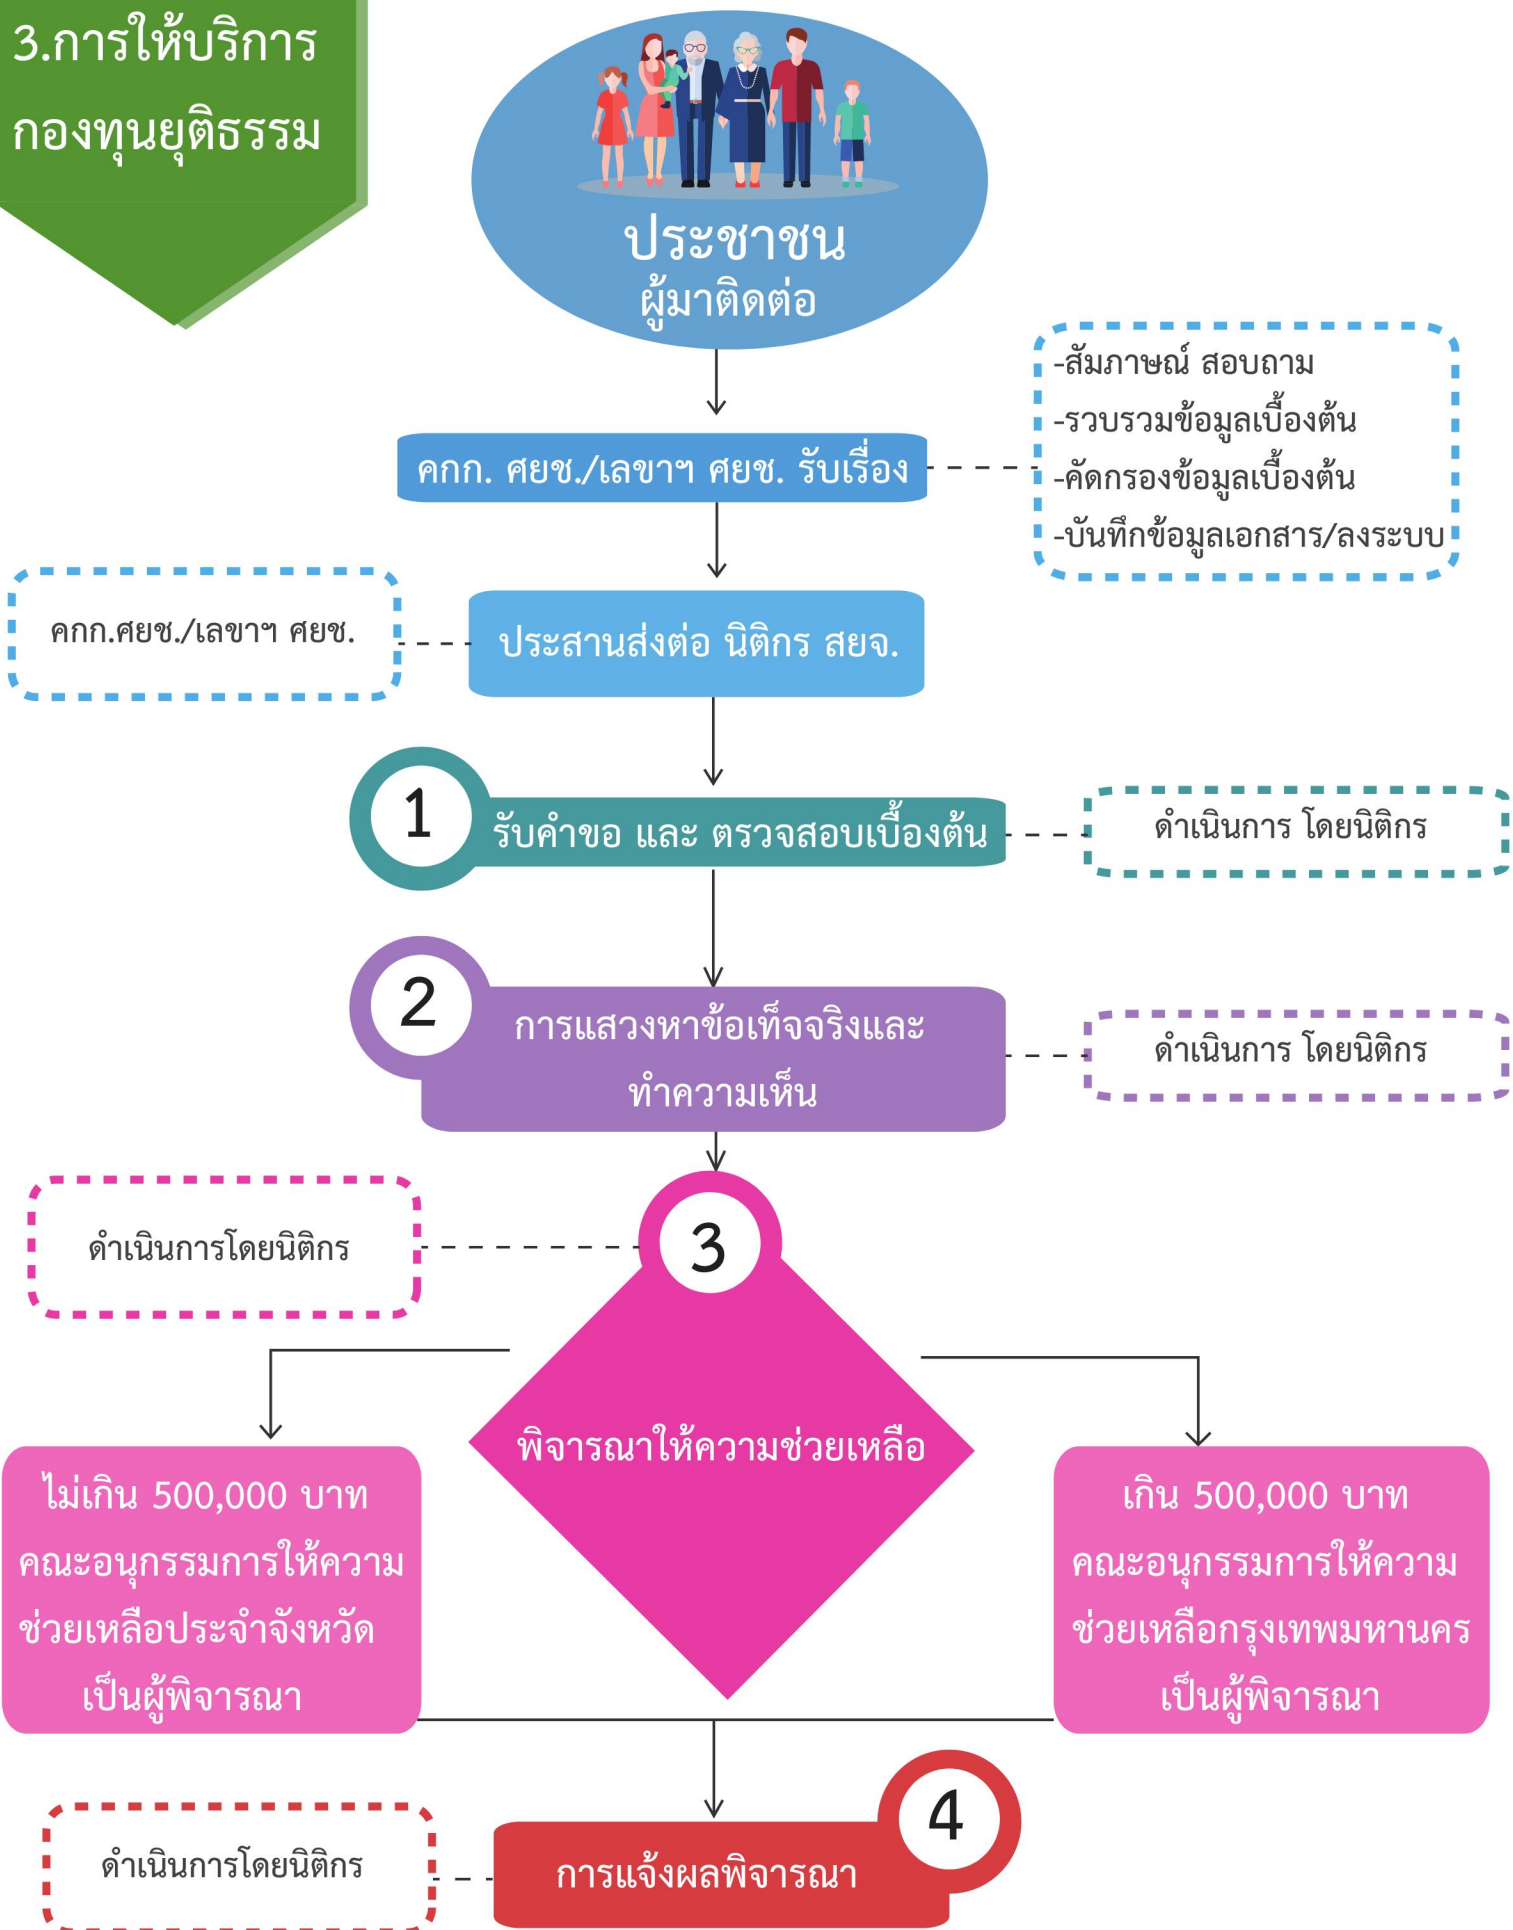 3.การให้บริการ
กองทุนยุติธรรม
ประชาชน
ผู้มาติดต่อ
คกก. ศยช./เลขาฯ ศยช. รับเรื่อง
-สัมภาษณ์ สอบถาม
-รวบรวมข้อมูลเบื้องต้น
-คัดกรองข้อมูลเบื้องต้น
-บันทึกข้อมูลเอกสาร/ลงระบบ
คกก.ศยช./เลขาฯ ศยช.
ประสานส่งต่อ นิติกร สยจ.
1
รับคำขอ และ ตรวจสอบเบื้องต้น
ดำเนินการ โดยนิติกร
2
การแสวงหาข้อเท็จจริงและ
ทำความเห็น
ดำเนินการ โดยนิติกร
3
ดำเนินการโดยนิติกร
พิจารณาให้ความช่วยเหลือ
ไม่เกิน 500,000 บาท
คณะอนุกรรมการให้ความ
ช่วยเหลือประจำจังหวัด
เป็นผู้พิจารณา
เกิน 500,000 บาท
คณะอนุกรรมการให้ความ
ช่วยเหลือกรุงเทพมหานคร
เป็นผู้พิจารณา
4
การแจ้งผลพิจารณา
ดำเนินการโดยนิติกร